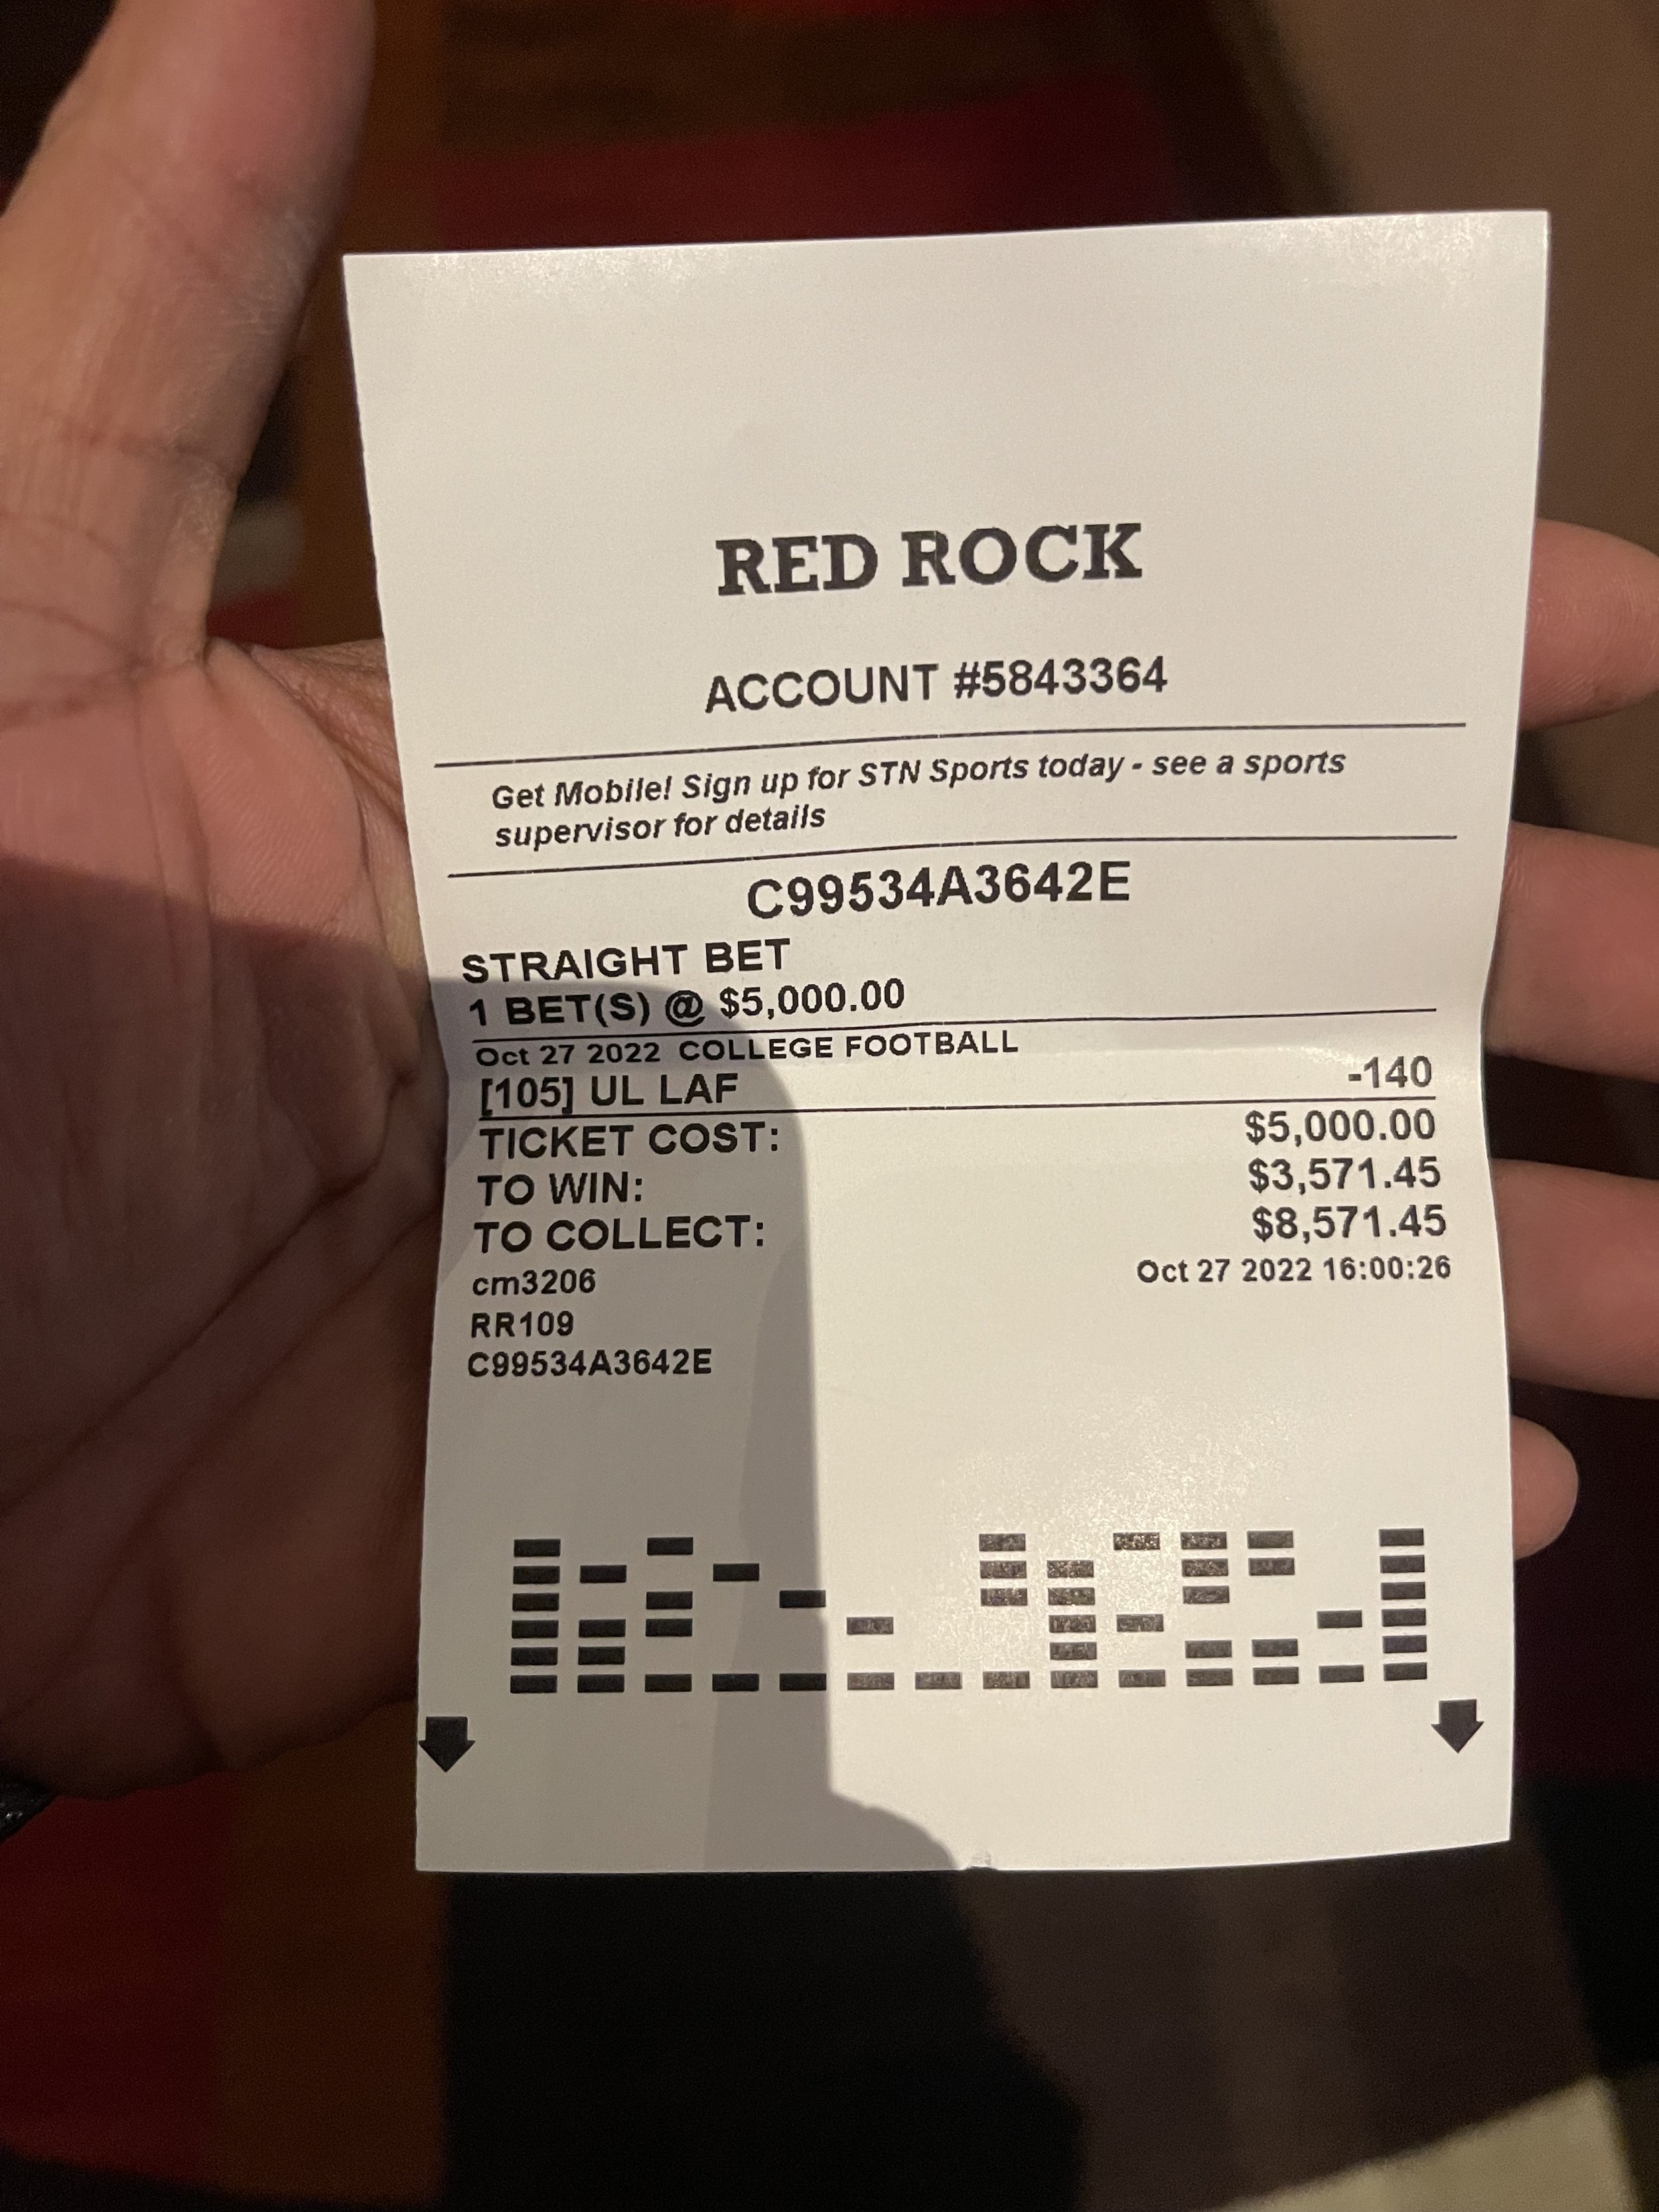 RED ROCK
ACCOUNT #5843364
Get Mobile! Sign up for STN Sports today - see a sports
supervisor for details
C99534A3642E
STRAIGHT BET
1 BET(S) @ $5,000.00
Oct 27 2022 COLLEGE FOOTBALL
[105] UL LAF -140
TICKET COST: $5,000.00
TO WIN: $3,571.45
TO COLLECT: $8,571.45
cm3206 Oct 27 2022 16:00:26
RR109
C99534A3642E